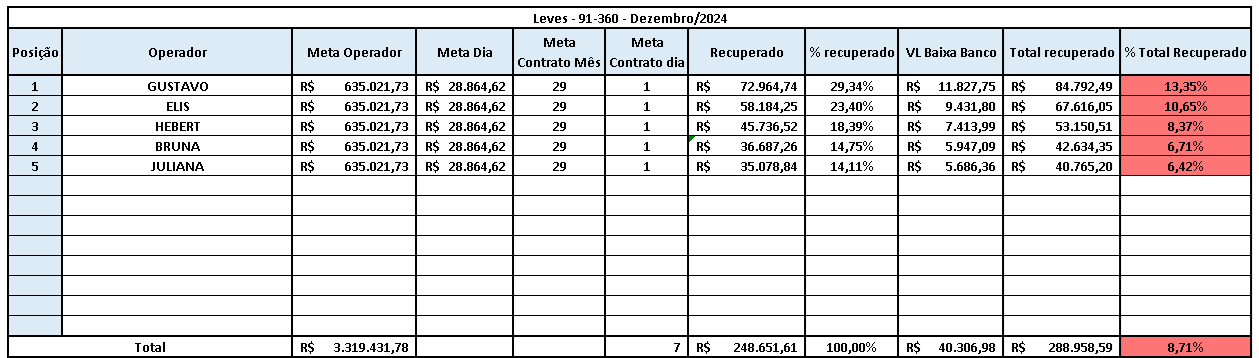 Leves - 91-360 - Dezembro/2024
Posição Operador Meta Operador Meta Dia Meta Contrato Mês Meta Contrato dia Recuperado % recuperado VL Baixa Banco Total recuperado % Total Recuperado
1 GUSTAVO R$ 635.021,73 R$ 28.864,62 29 1 R$ 72.964,74 29,34% R$ 11.827,75 R$ 84.792,49 13,35%
2 ELIS R$ 635.021,73 R$ 28.864,62 29 1 R$ 58.184,25 23,40% R$ 9.431,80 R$ 67.616,05 10,65%
3 HEBERT R$ 635.021,73 R$ 28.864,62 29 1 R$ 45.736,52 18,39% R$ 7.413,99 R$ 53.150,51 8,37%
4 BRUNA R$ 635.021,73 R$ 28.864,62 29 1 R$ 36.687,26 14,75% R$ 5.947,09 R$ 42.634,35 6,71%
5 JULIANA R$ 635.021,73 R$ 28.864,62 29 1 R$ 35.078,84 14,11% R$ 5.686,36 R$ 40.765,20 6,42%
Total R$ 3.319.431,78 7 R$ 248.651,61 100,00% R$ 40.306,98 R$ 288.958,59 8,71%